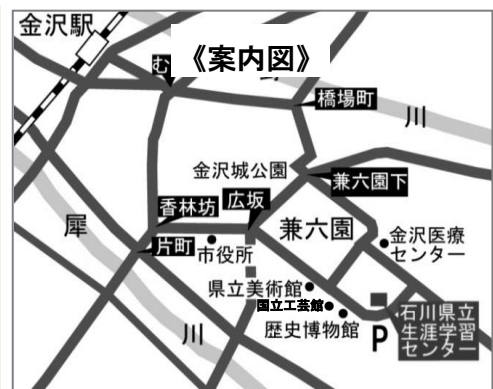 金沢駅
《案内図》
む
橋場町
川
金沢城公園
兼六園下
香林坊
広坂
犀
兼六園
片町
市役所
金沢医療
センター
県立美術館
国立工芸館
歴史博物館
川
P
石川県立
生涯学習
センター